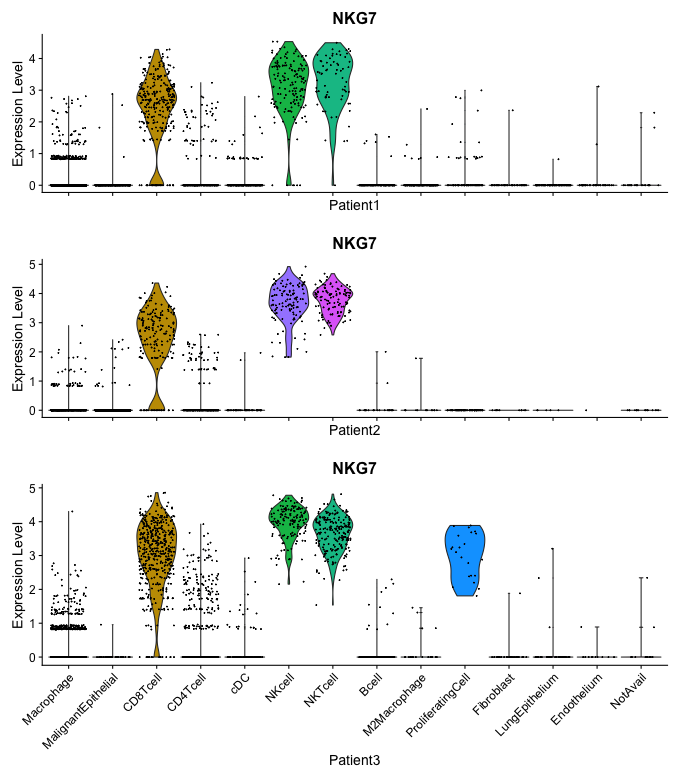 NKG7
Expression Level
4
3
2
1
0
Patient1
NKG7
Expression Level
5
4
3
2
1
0
Patient2
NKG7
Expression Level
5
4
3
2
1
0
Macrophage
MalignantEpithelial
CD8Tcell
CD4Tcell
cDC
NKcell
NKTcell
Bcell
M2Macrophage
ProliferatingCell
Fibroblast
LungEpithelium
Endothelium
NotAvail
Patient3